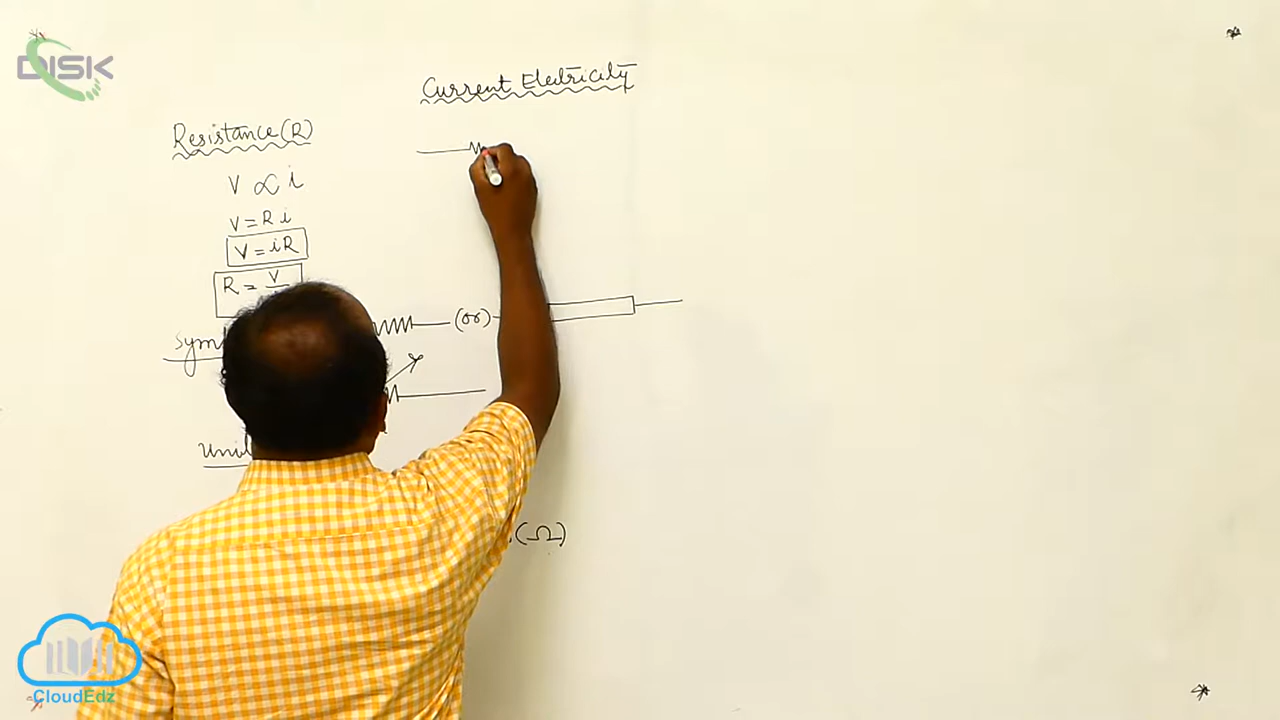 DISK
Current Electricity
Resistance (R)
V ∝ i
V = R i
V = iR
R = V
(or)
(Ω)
CloudEdz